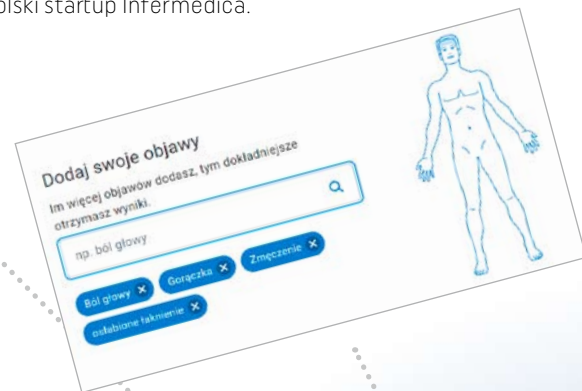 olski startup Infermedica.
Dodaj swoje objawy
Im więcej objawów dodasz, tym dokładniejsze
otrzymasz wyniki.
np. ból głowy
Ból głowy
Gorączka
Zmęczenie
osłabione łaknienie